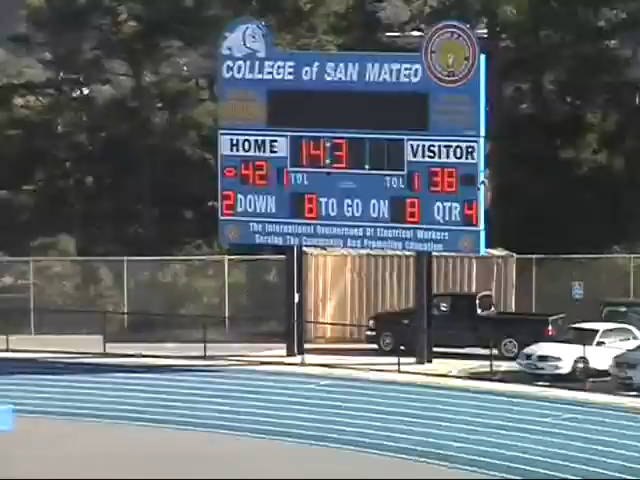 COLLEGE of SAN MATEO
HOME 14:3 VISITOR
42 1 TOL TOL 1 38
2 DOWN 8 TO GO ON 8 QTR 4
The International Brotherhood Of Electrical Workers
Serving The Community And Promoting Education